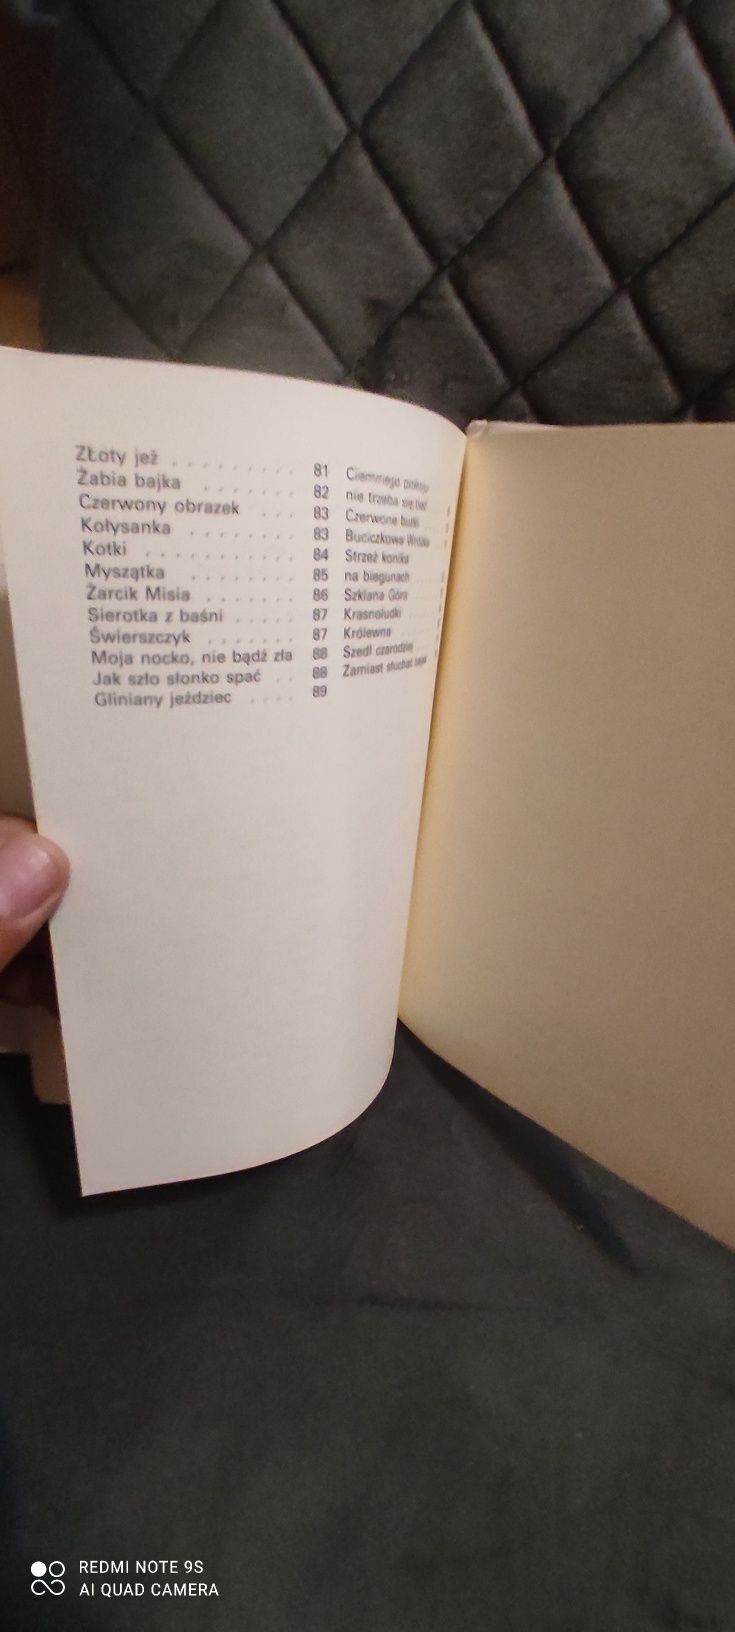 Złoty jeż . . . . . . . . . 81
Żabia bajka . . . . . . . 82
Czerwony obrazek . . . 83
Kołysanka . . . . . . . . 83
Kotki . . . . . . . . . . . 84
Myszątka . . . . . . . . 85
Żarcik Misia . . . . . . . 86
Sierotka z baśni . . . . . 87
Świerszczyk . . . . . . . 87
Moja nocko, nie bądź zła 88
Jak szło słonko spać . . 88
Gliniany jeździec . . . . 89
Ciemnego pokoju
nie trzeba się bać
Czerwone butki
Buciczkowa Wróżka
Strzeż konika
na biegunach
Szklana Góra
Krasnoludki
Królewna
Szedł czarodziej
Zamiast słuchać bajek
REDMI NOTE 9S
AI QUAD CAMERA